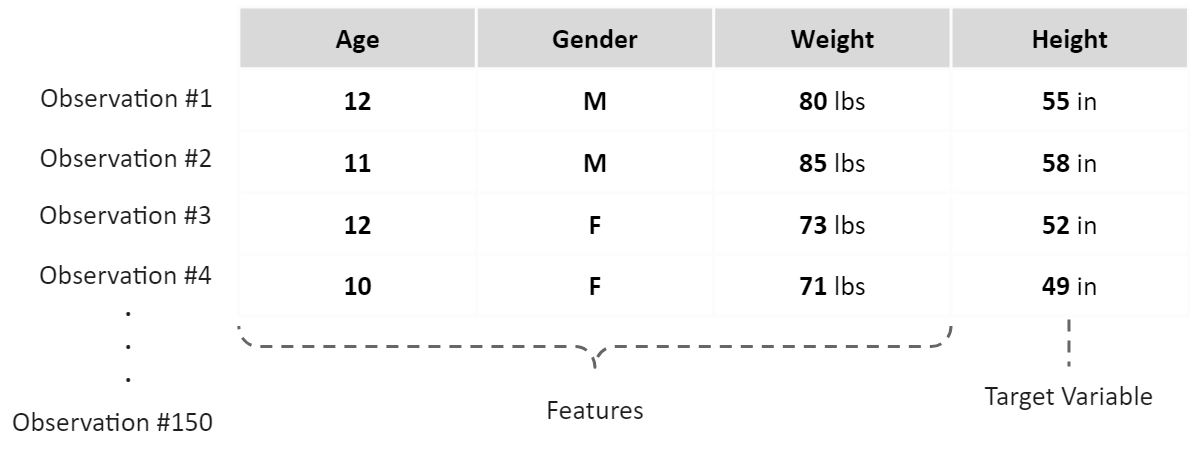 Age Gender Weight Height
Observation #1 12 M 80 lbs 55 in
Observation #2 11 M 85 lbs 58 in
Observation #3 12 F 73 lbs 52 in
Observation #4 10 F 71 lbs 49 in
.
.
.
Observation #150
Features
Target Variable